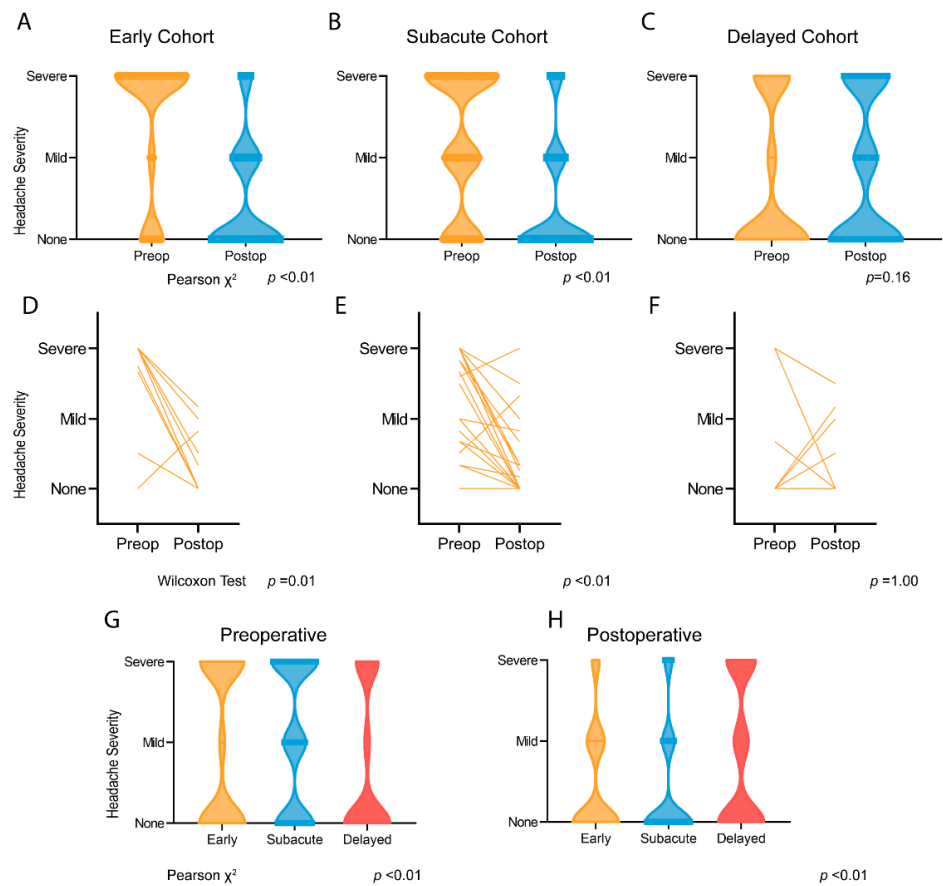 A B C
Early Cohort Subacute Cohort Delayed Cohort
Severe Severe Severe
Headache Severity
Mild Mild Mild
None None None
Preop Postop Preop Postop Preop Postop
Pearson χ² p <0.01 p <0.01 p=0.16
D E F
Severe Severe Severe
Headache Severity
Mild Mild Mild
None None None
Preop Postop Preop Postop Preop Postop
Wilcoxon Test p =0.01 p <0.01 p =1.00
G H
Preoperative Postoperative
Severe Severe
Headache Severity
Mild Mild
None None
Early Subacute Delayed Early Subacute Delayed
Pearson χ² p <0.01 p <0.01